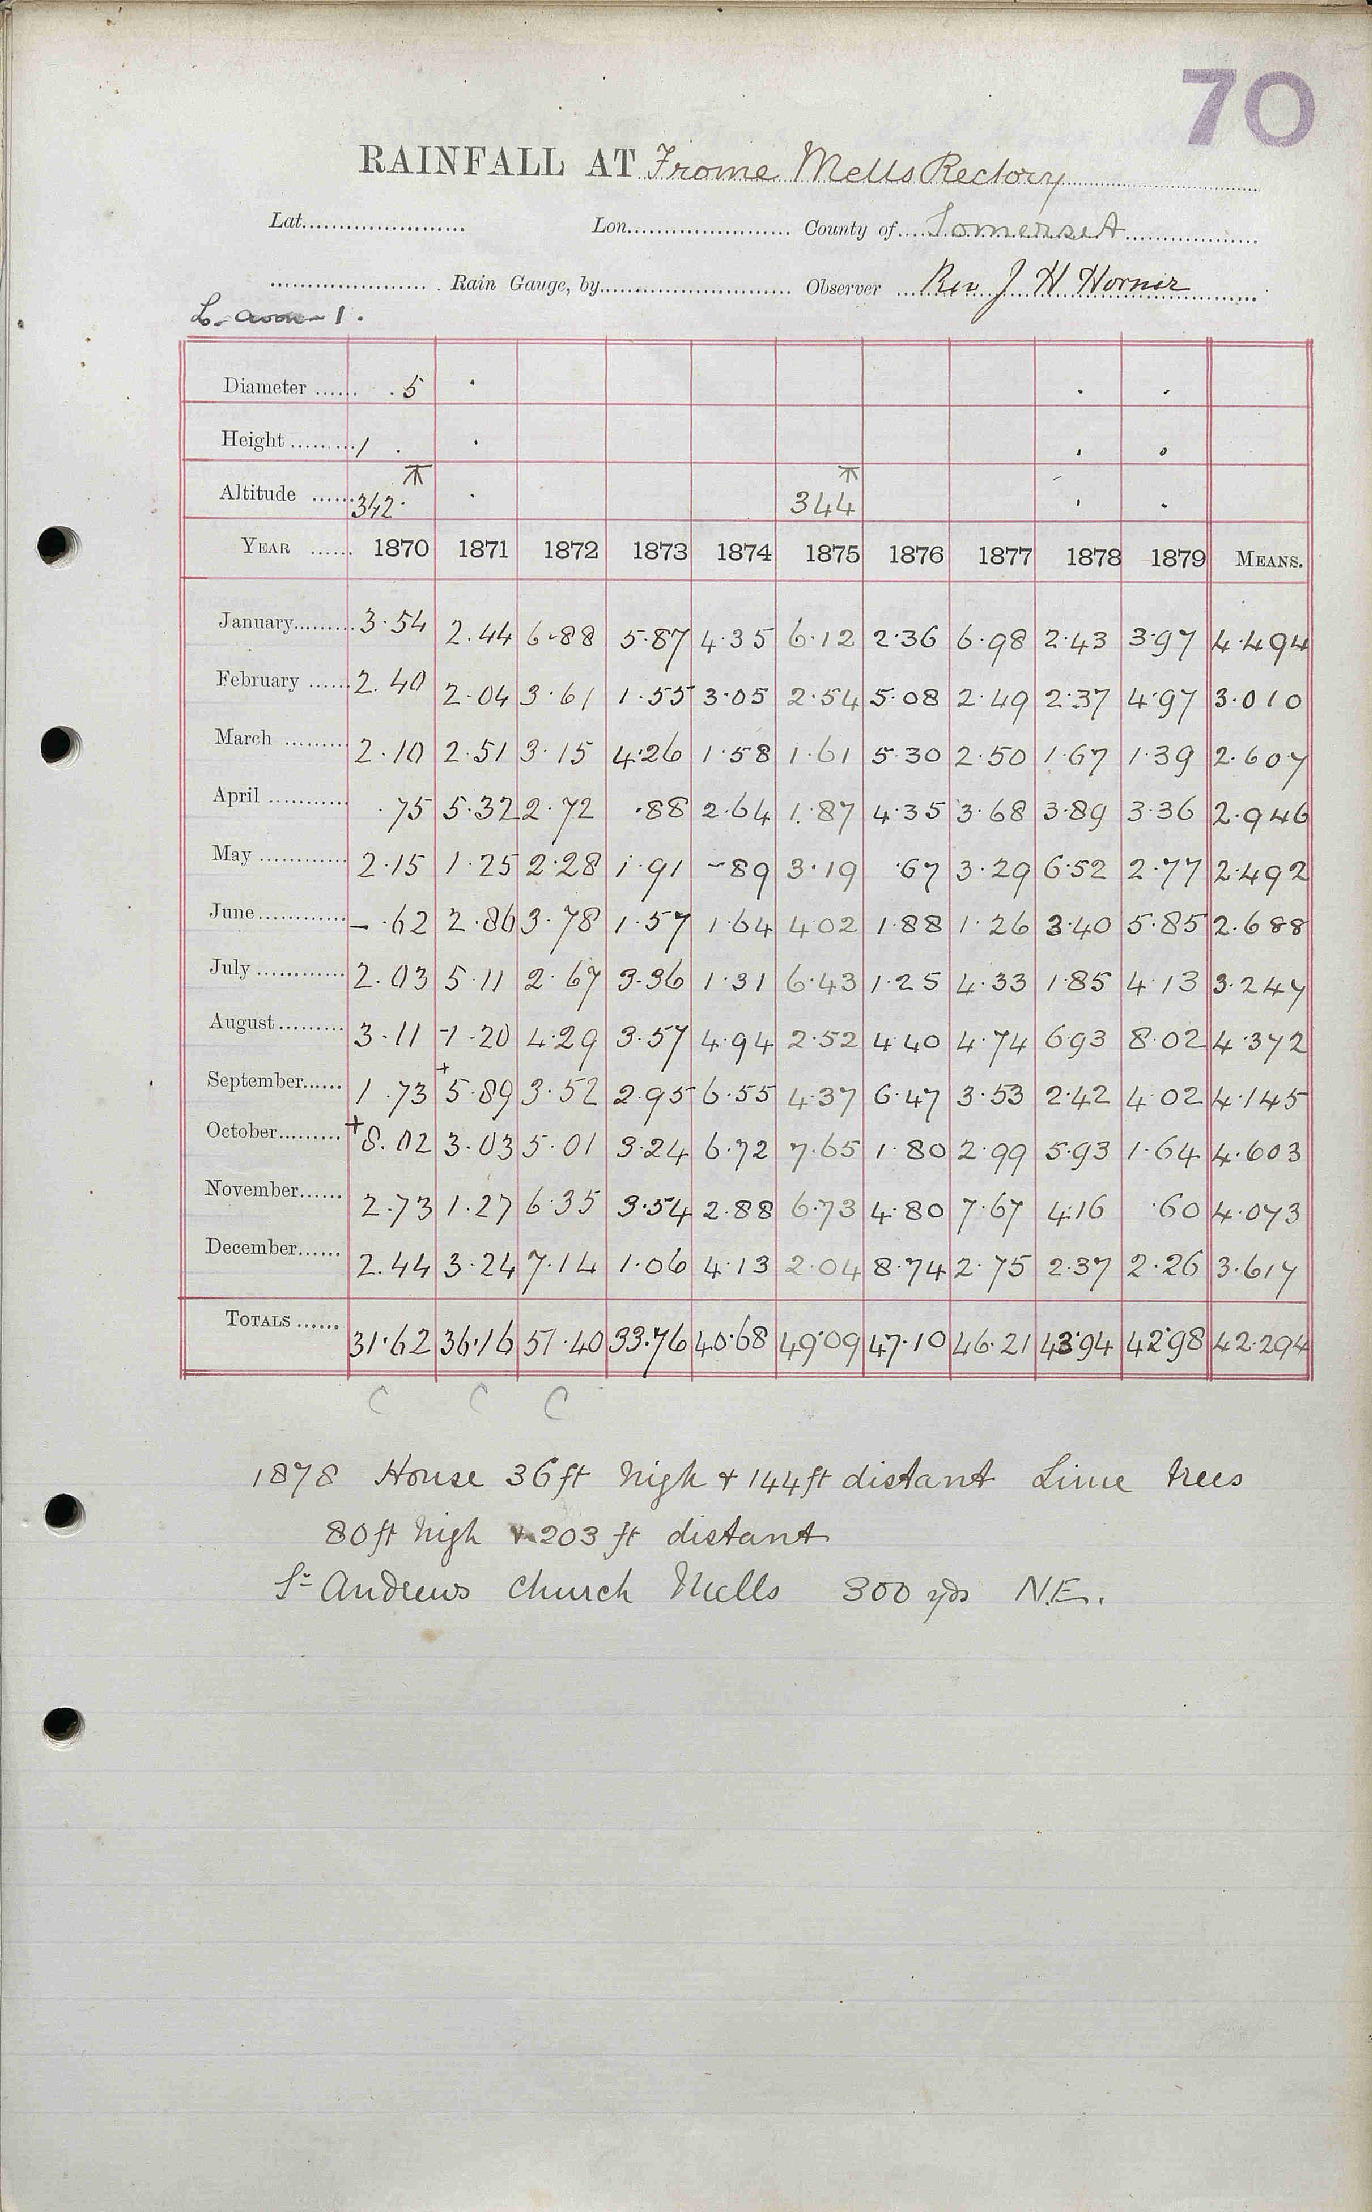 70
RAINFALL AT Frome Mells Rectory
Lat. Lon. County of Somerset
Rain Gauge, by Observer Rev J H Horner
Diameter 5
Height 1
Altitude 342 344
YEAR 1870 1871 1872 1873 1874 1875 1876 1877 1878 1879 MEANS.
January 3.54 2.44 6.88 5.87 4.35 6.12 2.36 6.98 2.43 3.97 4.494
February 2.40 2.04 3.61 1.55 3.05 2.54 5.08 2.49 2.37 4.97 3.010
March 2.10 2.51 3.15 4.26 1.58 1.61 5.30 2.50 1.67 1.39 2.607
April .75 5.32 2.72 .88 2.64 1.87 4.35 3.68 3.89 3.36 2.946
May 2.15 1.25 2.28 1.91 -89 3.19 .67 3.29 6.52 2.77 2.492
June - .62 2.86 3.78 1.57 1.64 4.02 1.88 1.26 3.40 5.85 2.688
July 2.03 5.11 2.67 3.36 1.31 6.43 1.25 4.33 1.85 4.13 3.247
August 3.11 -1.20 4.29 3.57 4.94 2.52 4.40 4.74 6.93 8.02 4.372
September 1.73 +5.89 3.52 2.95 6.55 4.37 6.47 3.53 2.42 4.02 4.145
October +8.02 3.03 5.01 3.24 6.72 7.65 1.80 2.99 5.93 1.64 4.603
November 2.73 1.27 6.35 3.54 2.88 6.73 4.80 7.67 4.16 .60 4.073
December 2.44 3.24 7.14 1.06 4.13 2.04 8.74 2.75 2.37 2.26 3.617
TOTALS 31.62 36.16 51.40 33.76 40.68 49.09 47.10 46.21 43.94 42.98 42.294
C C C
1878 House 36ft high + 144ft distant Lime trees
80ft high + 203 ft distant
St Andrews Church Mells 300 yds N.E.